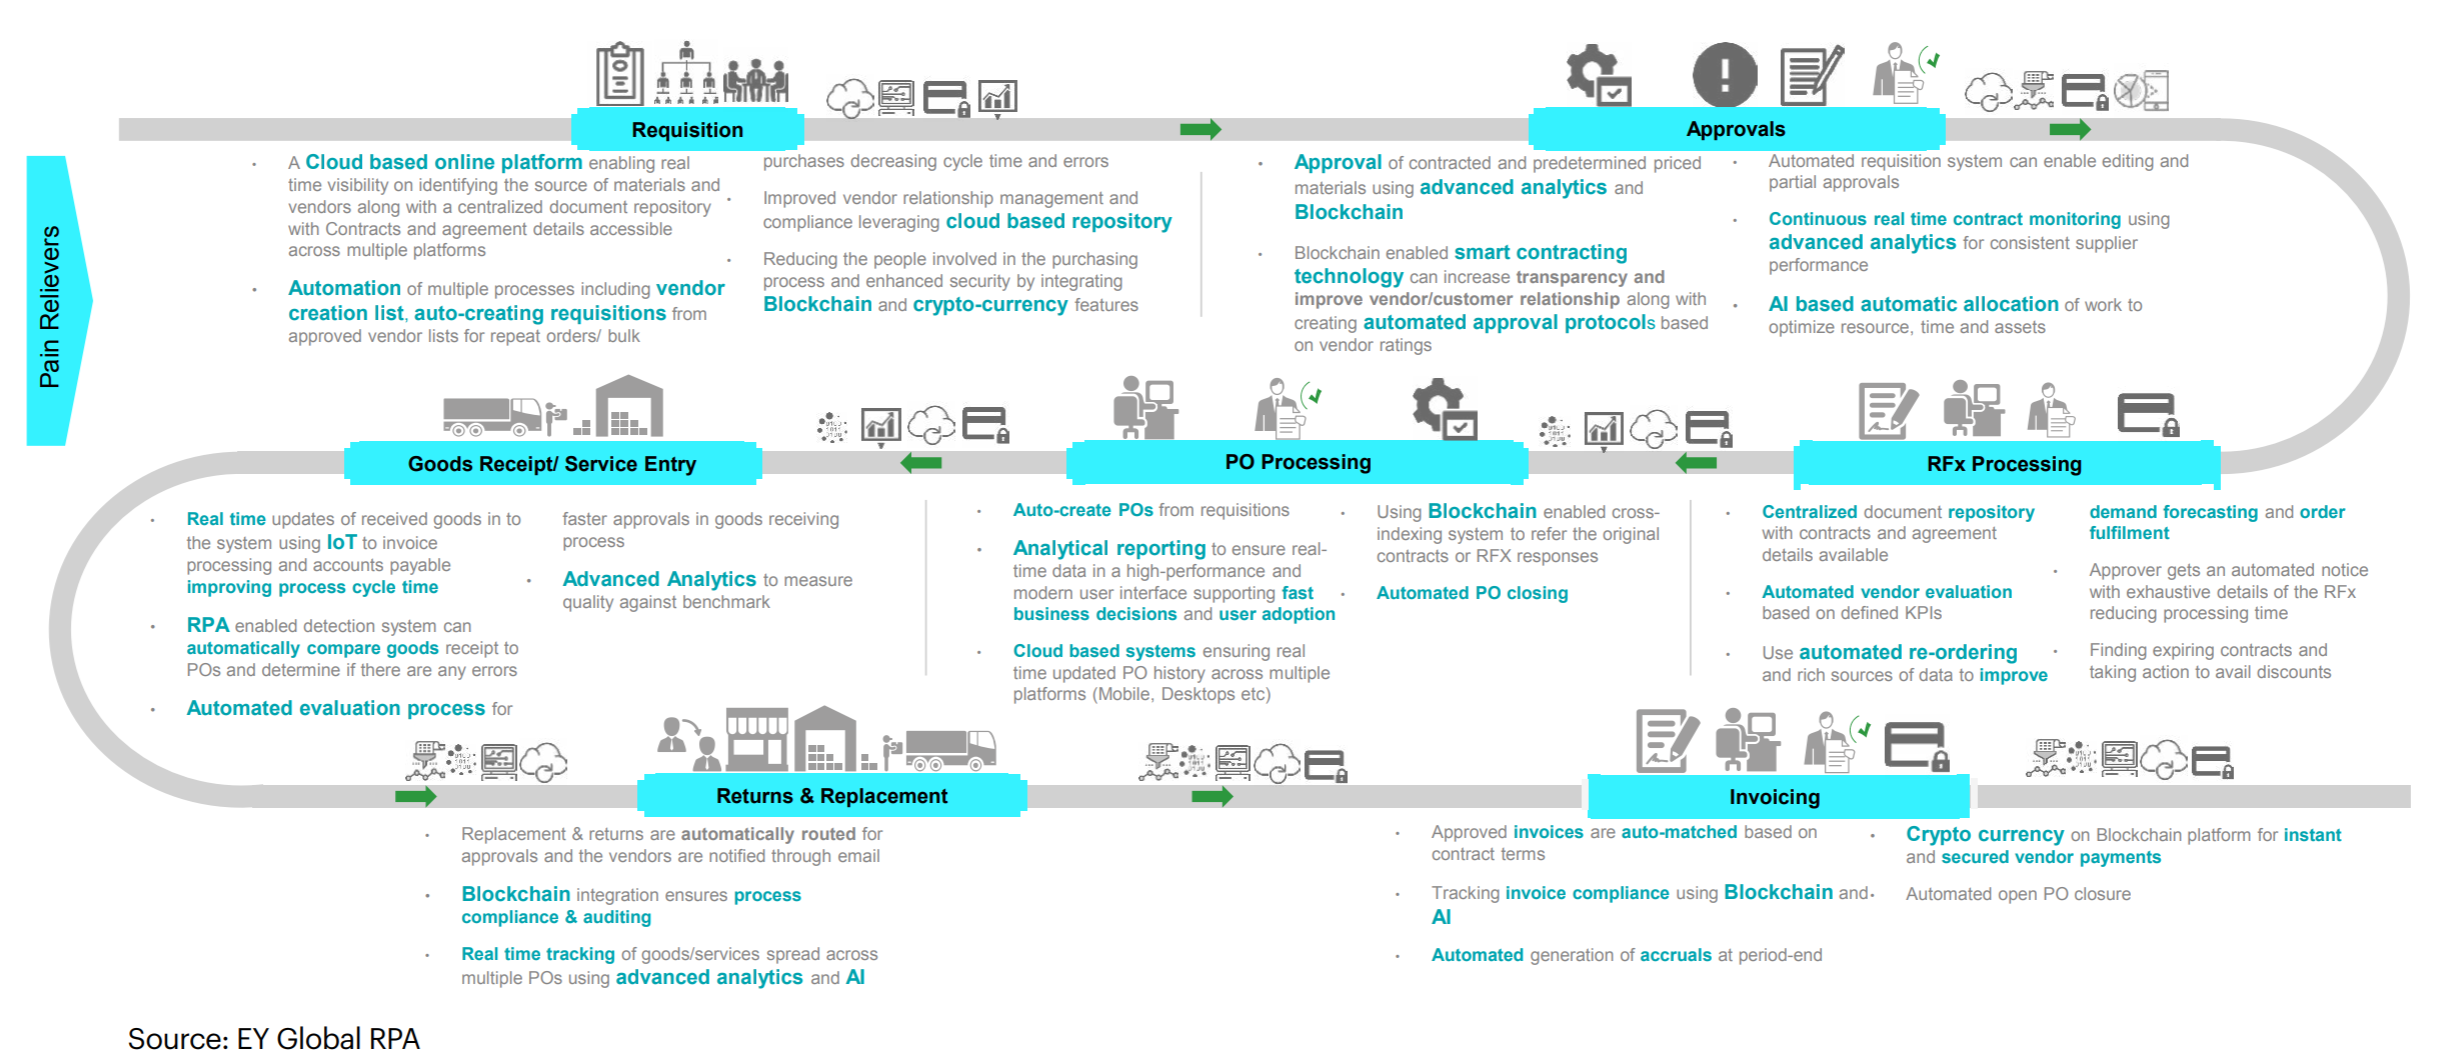 Pain Relievers
Requisition
A Cloud based online platform enabling real
time visibility on identifying the source of materials and
vendors along with a centralized document repository
with Contracts and agreement details accessible
across multiple platforms
Automation of multiple processes including vendor
creation list, auto-creating requisitions from
approved vendor lists for repeat orders/ bulk
purchases decreasing cycle time and errors
Improved vendor relationship management and
compliance leveraging cloud based repository
Reducing the people involved in the purchasing
process and enhanced security by integrating
Blockchain and crypto-currency features
Approvals
Approval of contracted and predetermined priced
materials using advanced analytics and
Blockchain
Blockchain enabled smart contracting
technology can increase transparency and
improve vendor/customer relationship along with
creating automated approval protocols based
on vendor ratings
Automated requisition system can enable editing and
partial approvals
Continuous real time contract monitoring using
advanced analytics for consistent supplier
performance
AI based automatic allocation of work to
optimize resource, time and assets
Goods Receipt/ Service Entry
Real time updates of received goods in to
the system using IoT to invoice
processing and accounts payable
improving process cycle time
RPA enabled detection system can
automatically compare goods receipt to
POs and determine if there are any errors
Automated evaluation process for
faster approvals in goods receiving
process
Advanced Analytics to measure
quality against benchmark
PO Processing
Auto-create POs from requisitions
Analytical reporting to ensure real-
time data in a high-performance and
modern user interface supporting fast
business decisions and user adoption
Cloud based systems ensuring real
time updated PO history across multiple
platforms (Mobile, Desktops etc)
Using Blockchain enabled cross-
indexing system to refer the original
contracts or RFX responses
Automated PO closing
RFx Processing
Centralized document repository
with contracts and agreement
details available
Automated vendor evaluation
based on defined KPIs
Use automated re-ordering
and rich sources of data to improve
demand forecasting and order
fulfilment
Approver gets an automated notice
with exhaustive details of the RFx
reducing processing time
Finding expiring contracts and
taking action to avail discounts
Returns & Replacement
Replacement & returns are automatically routed for
approvals and the vendors are notified through email
Blockchain integration ensures process
compliance & auditing
Real time tracking of goods/services spread across
multiple POs using advanced analytics and AI
Invoicing
Approved invoices are auto-matched based on
contract terms
Tracking invoice compliance using Blockchain and
AI
Automated generation of accruals at period-end
Crypto currency on Blockchain platform for instant
and secured vendor payments
Automated open PO closure
Source: EY Global RPA